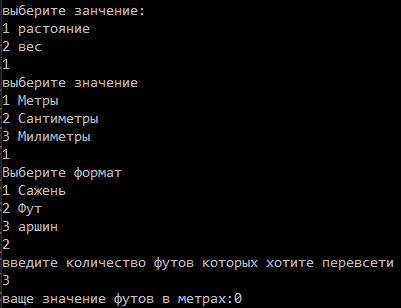 выберите занчение:
1 растояние
2 вес
1
выберите значение
1 Метры
2 Сантиметры
3 Милиметры
1
Выберите формат
1 Сажень
2 Фут
3 аршин
2
введите количество футов которых хотите перевсети
3
ваще значение футов в метрах:0